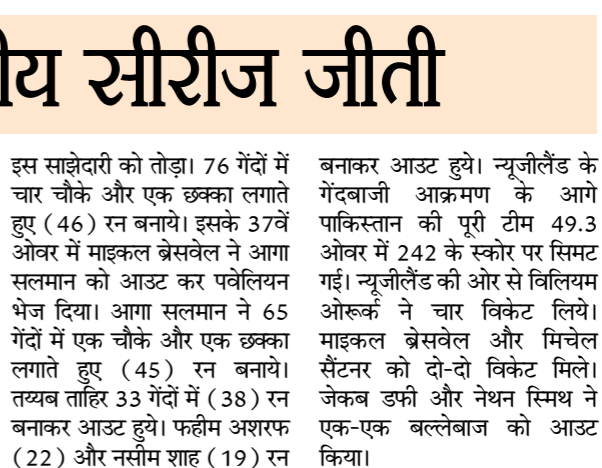 सीरीज जीती
इस साझेदारी को तोड़ा। 76 गेंदों में
चार चौके और एक छक्का लगाते
हुए (46) रन बनाये। इसके 37वें
ओवर में माइकल ब्रेसवेल ने आगा
सलमान को आउट कर पवेलियन
भेज दिया। आगा सलमान ने 65
गेंदों में एक चौके और एक छक्का
लगाते हुए (45) रन बनाये।
तय्यब ताहिर 33 गेंदों में (38) रन
बनाकर आउट हुये। फहीम अशरफ
(22) और नसीम शाह (19) रन
बनाकर आउट हुये। न्यूजीलैंड के
गेंदबाजी आक्रमण के आगे
पाकिस्तान की पूरी टीम 49.3
ओवर में 242 के स्कोर पर सिमट
गई। न्यूजीलैंड की ओर से विलियम
ओरूर्क ने चार विकेट लिये।
माइकल ब्रेसवेल और मिचेल
सैंटनर को दो-दो विकेट मिले।
जेकब डफी और नेथन स्मिथ ने
एक-एक बल्लेबाज को आउट
किया।